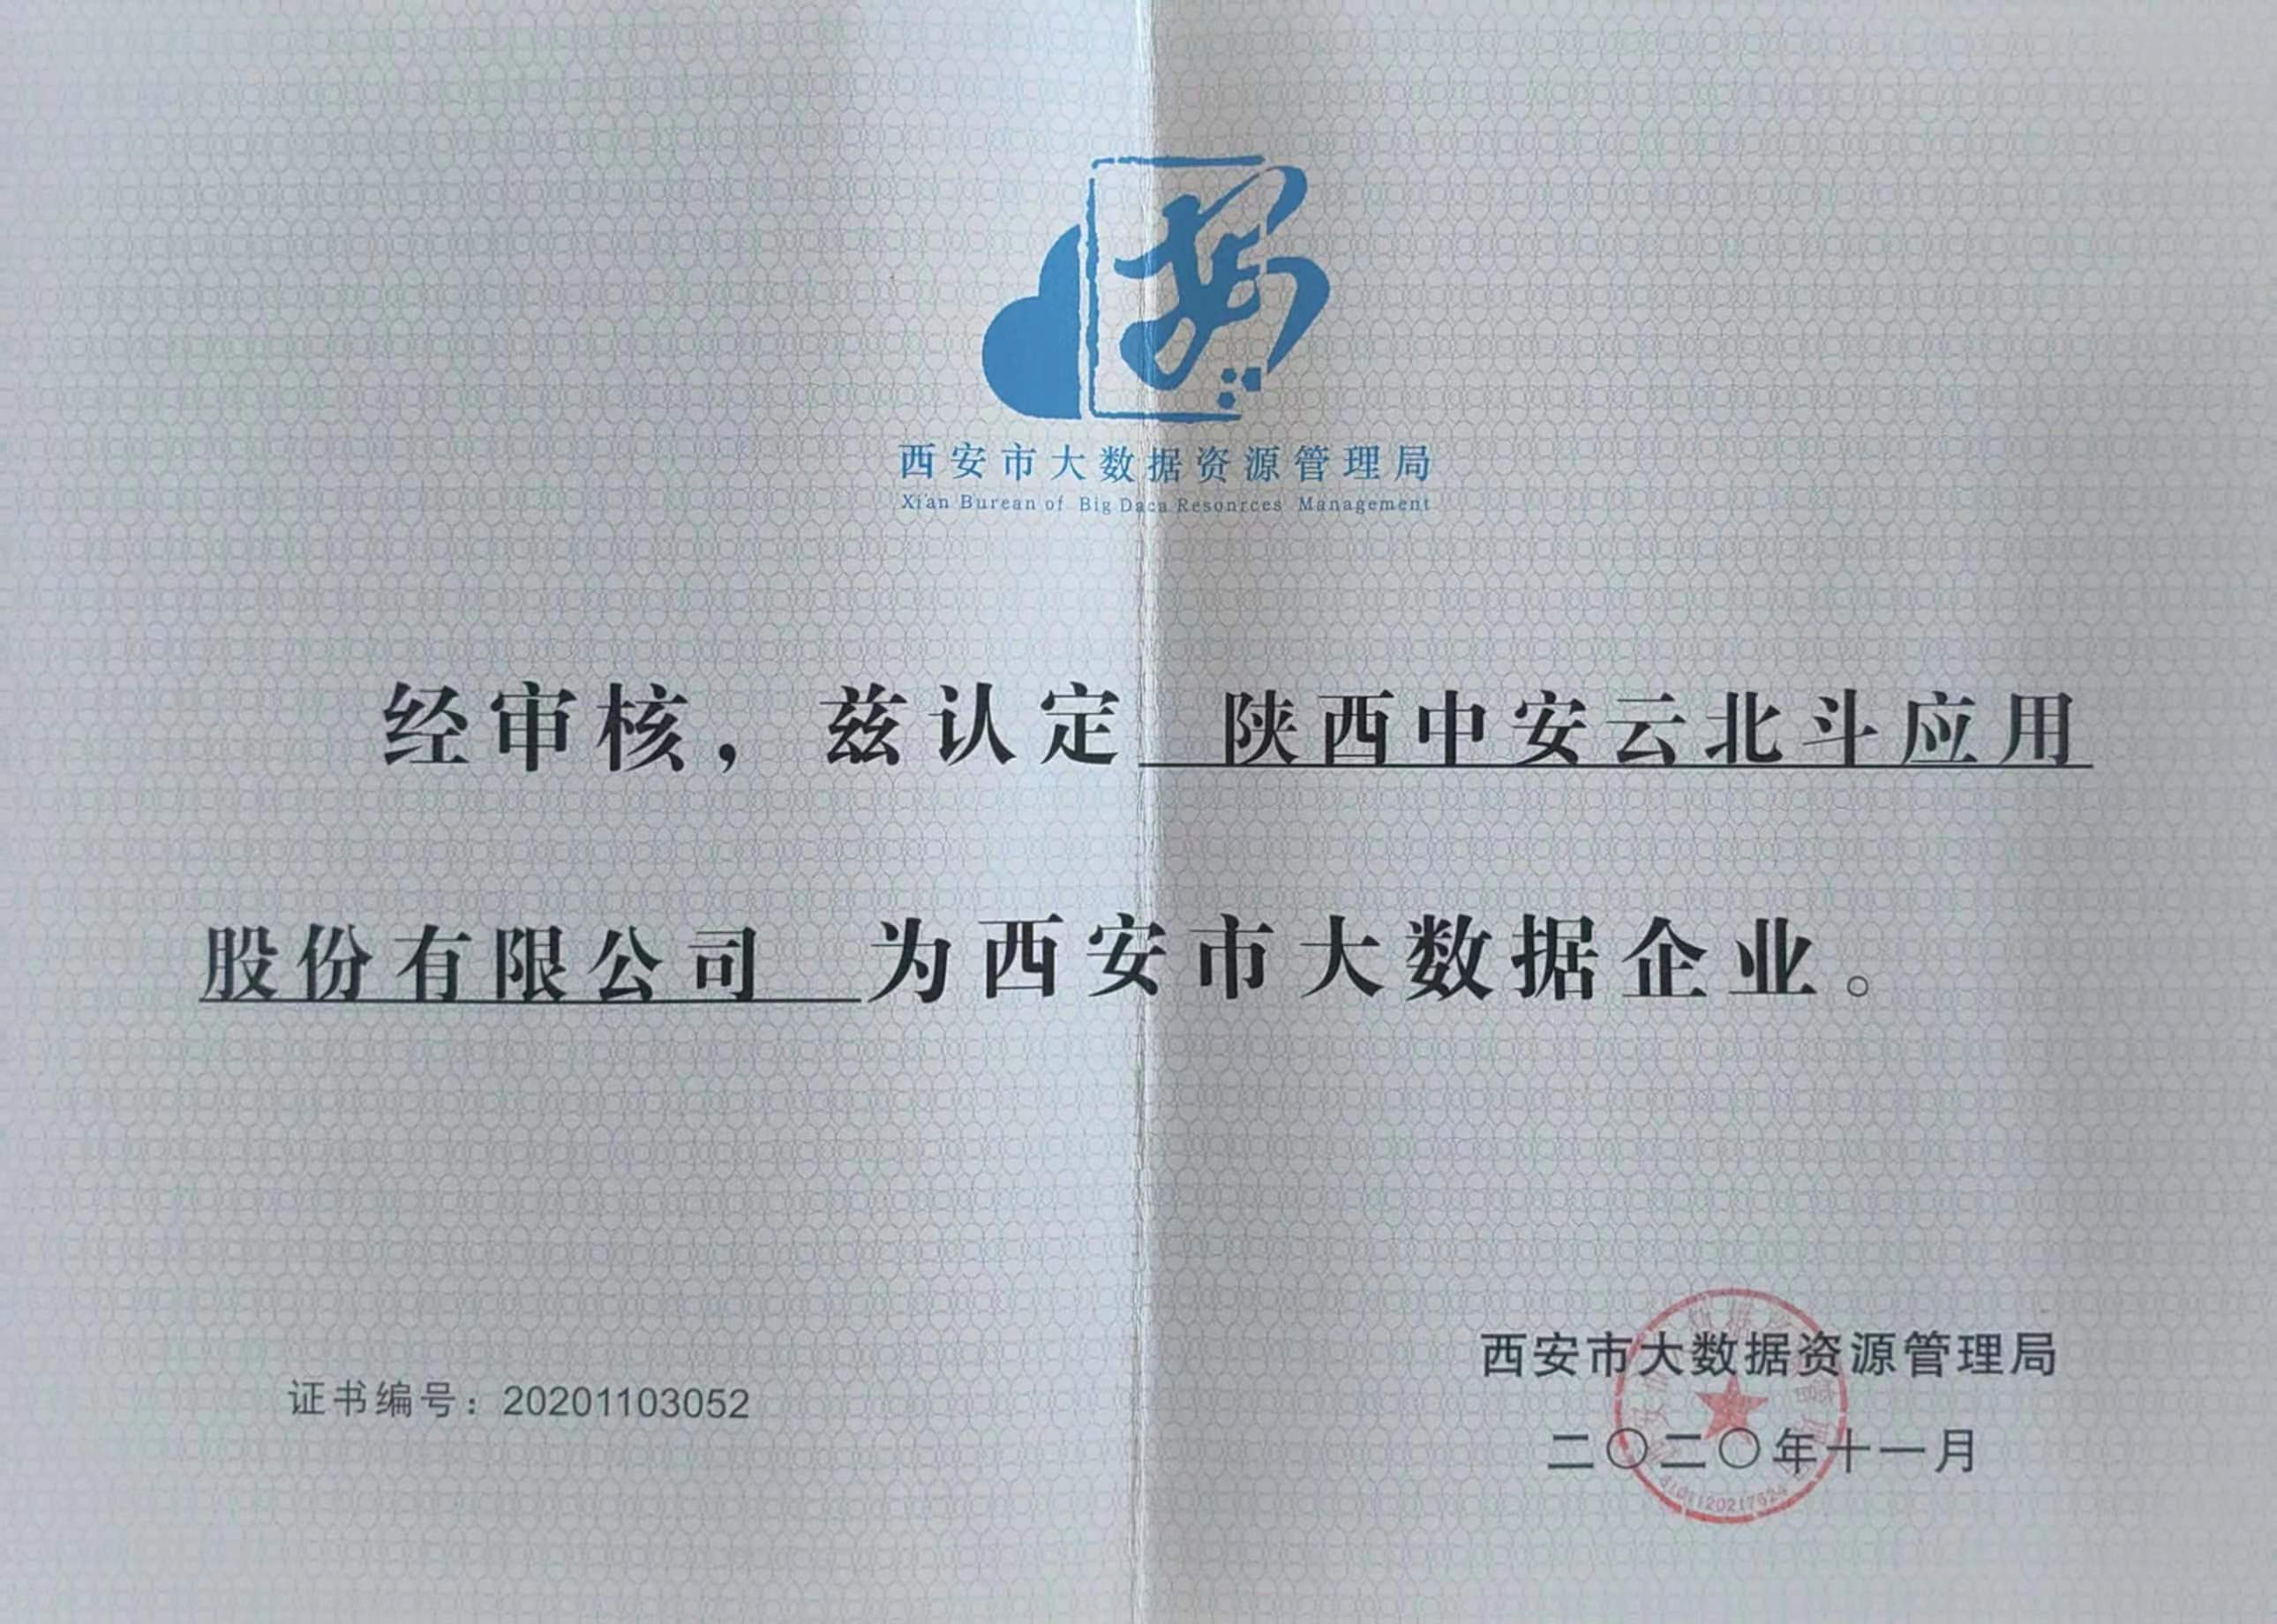 西安市大数据资源管理局
Xi'an Burean of Big Daca Resonrces Management
经审核，兹认定 陕西中安云北斗应用
股份有限公司 为西安市大数据企业。
证书编号：20201103052
西安市大数据资源管理局
二〇二〇年十一月